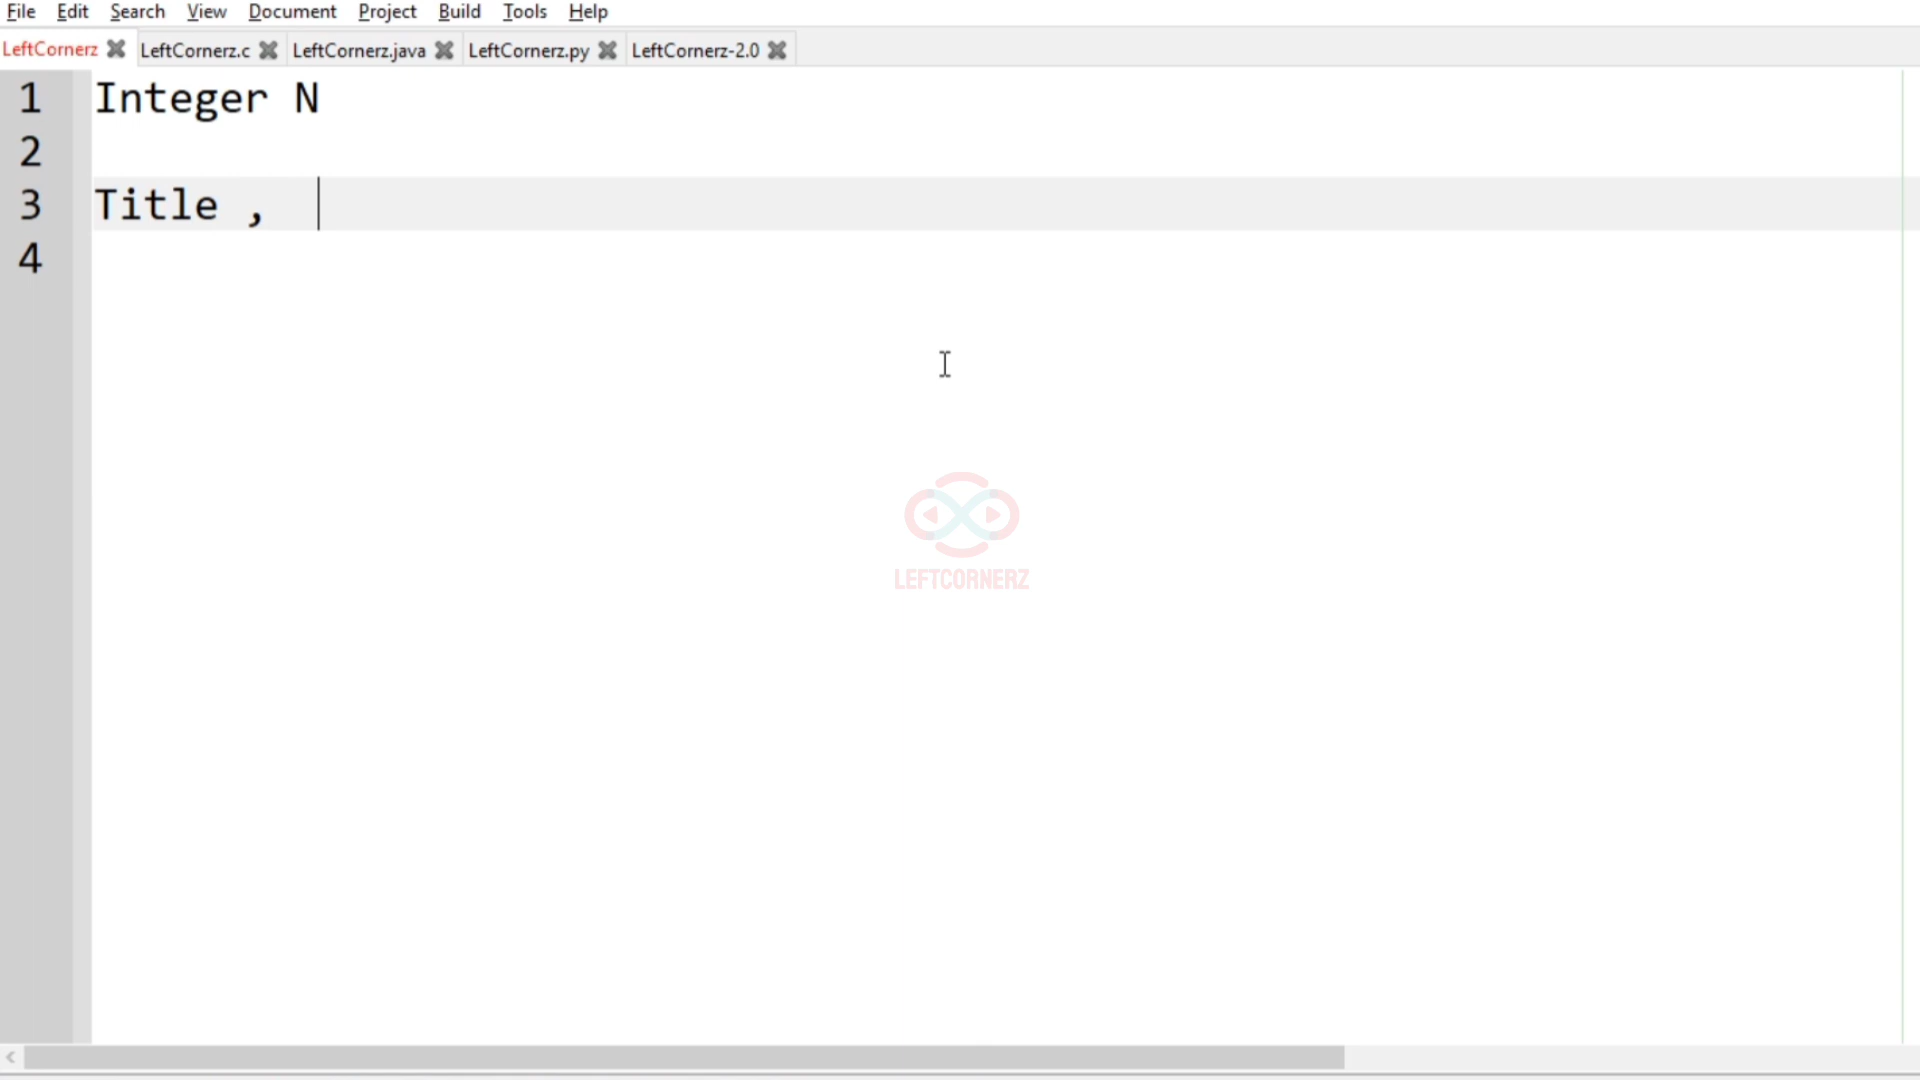 File Edit Search View Document Project Build Tools Help
LeftCornerz LeftCornerz.c LeftCornerz.java LeftCornerz.py LeftCornerz-2.0
1 Integer N
2
3 Title ,
4
LEFTCORNERZ